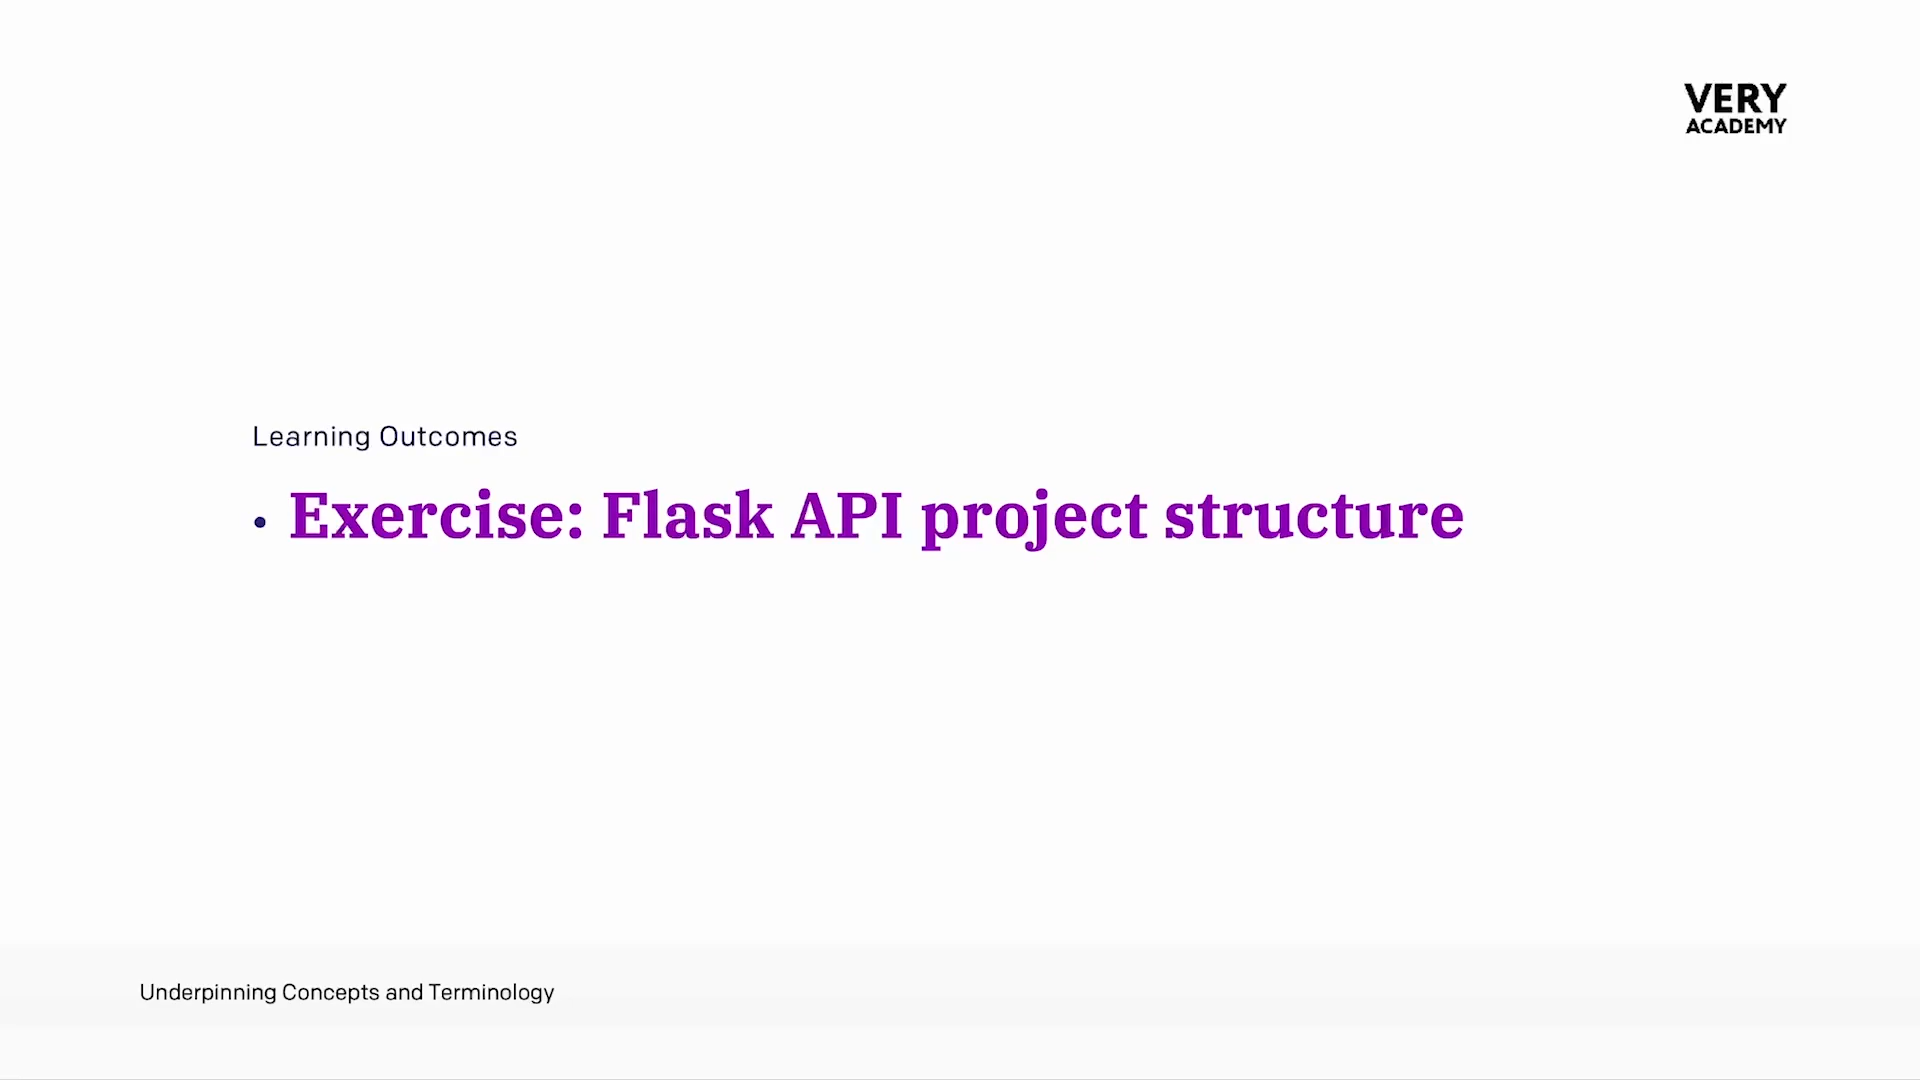 VERY
ACADEMY
Learning Outcomes
• Exercise: Flask API project structure
Underpinning Concepts and Terminology